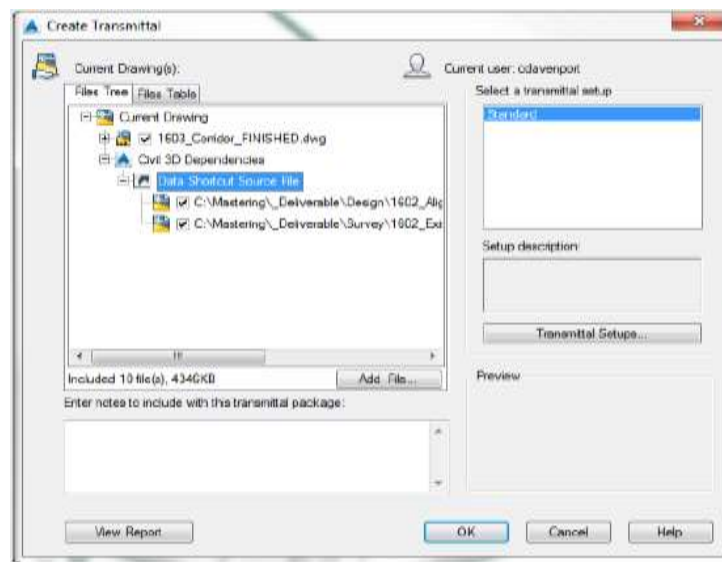 Create Transmittal
Current Drawing(s):
Current user: cdavenport
Files Tree Files Table
Select a transmittal setup
Current Drawing
Standard
1603_Corridor_FINISHED.dwg
Civil 3D Dependencies
Data Shortcut Source File
C:\Mastering\_Deliverable\Design\1602_Alig
C:\Mastering\_Deliverable\Survey\1602_Exi
Setup description:
Transmittal Setups...
Included 10 file(s), 4346KB
Add File...
Preview
Enter notes to include with this transmittal package:
View Report
OK
Cancel
Help